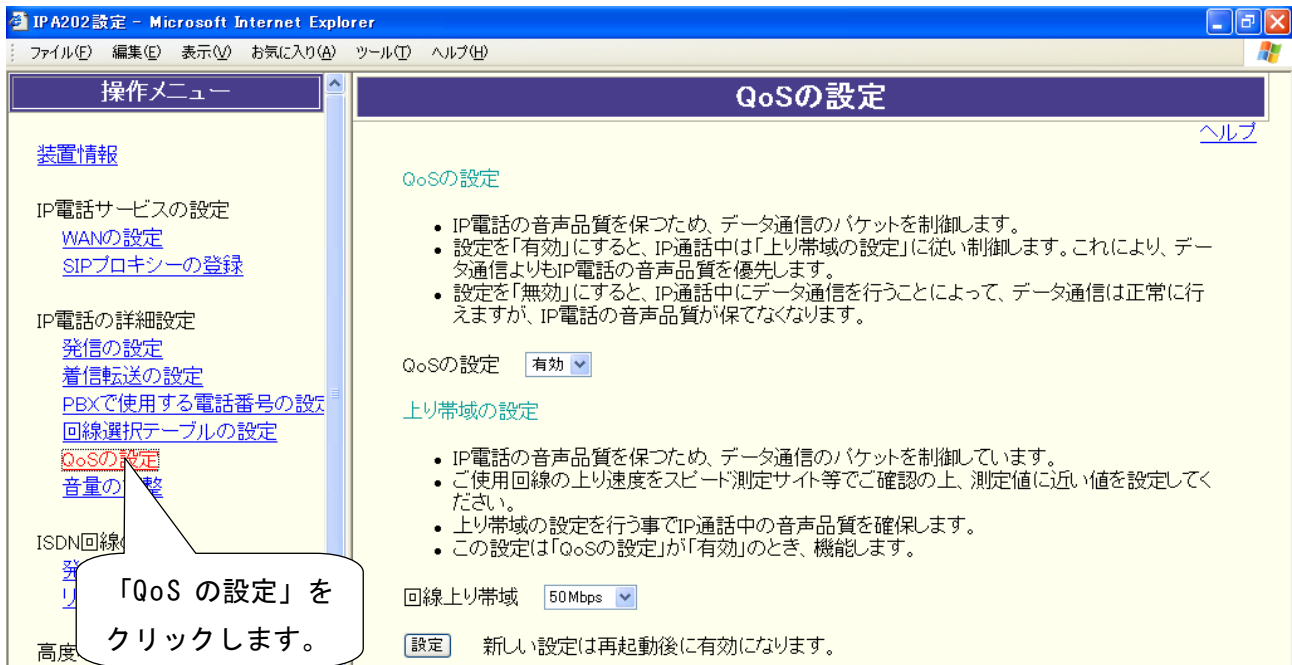 IPA202設定 - Microsoft Internet Explorer
ファイル(F) 編集(E) 表示(V) お気に入り(A) ツール(T) ヘルプ(H)
操作メニュー
装置情報
IP電話サービスの設定
WANの設定
SIPプロキシーの登録
IP電話の詳細設定
発信の設定
着信転送の設定
PBXで使用する電話番号の設定
回線選択テーブルの設定
QoSの設定
音量の 整
ISDN回線
高度
「QoS の設定」を
クリックします。
QoSの設定
ヘルプ
QoSの設定
• IP電話の音声品質を保つため、データ通信のパケットを制御します。
• 設定を「有効」にすると、IP通話中は「上り帯域の設定」に従い制御します。これにより、デー
タ通信よりもIP電話の音声品質を優先します。
• 設定を「無効」にすると、IP通話中にデータ通信を行うことによって、データ通信は正常に行
えますが、IP電話の音声品質が保てなくなります。
QoSの設定 有効
上り帯域の設定
• IP電話の音声品質を保つため、データ通信のパケットを制御しています。
• ご使用回線の上り速度をスピード測定サイト等でご確認の上、測定値に近い値を設定してく
ださい。
• 上り帯域の設定を行う事でIP通話中の音声品質を確保します。
• この設定は「QoSの設定」が「有効」のとき、機能します。
回線上り帯域 50Mbps
設定 新しい設定は再起動後に有効になります。